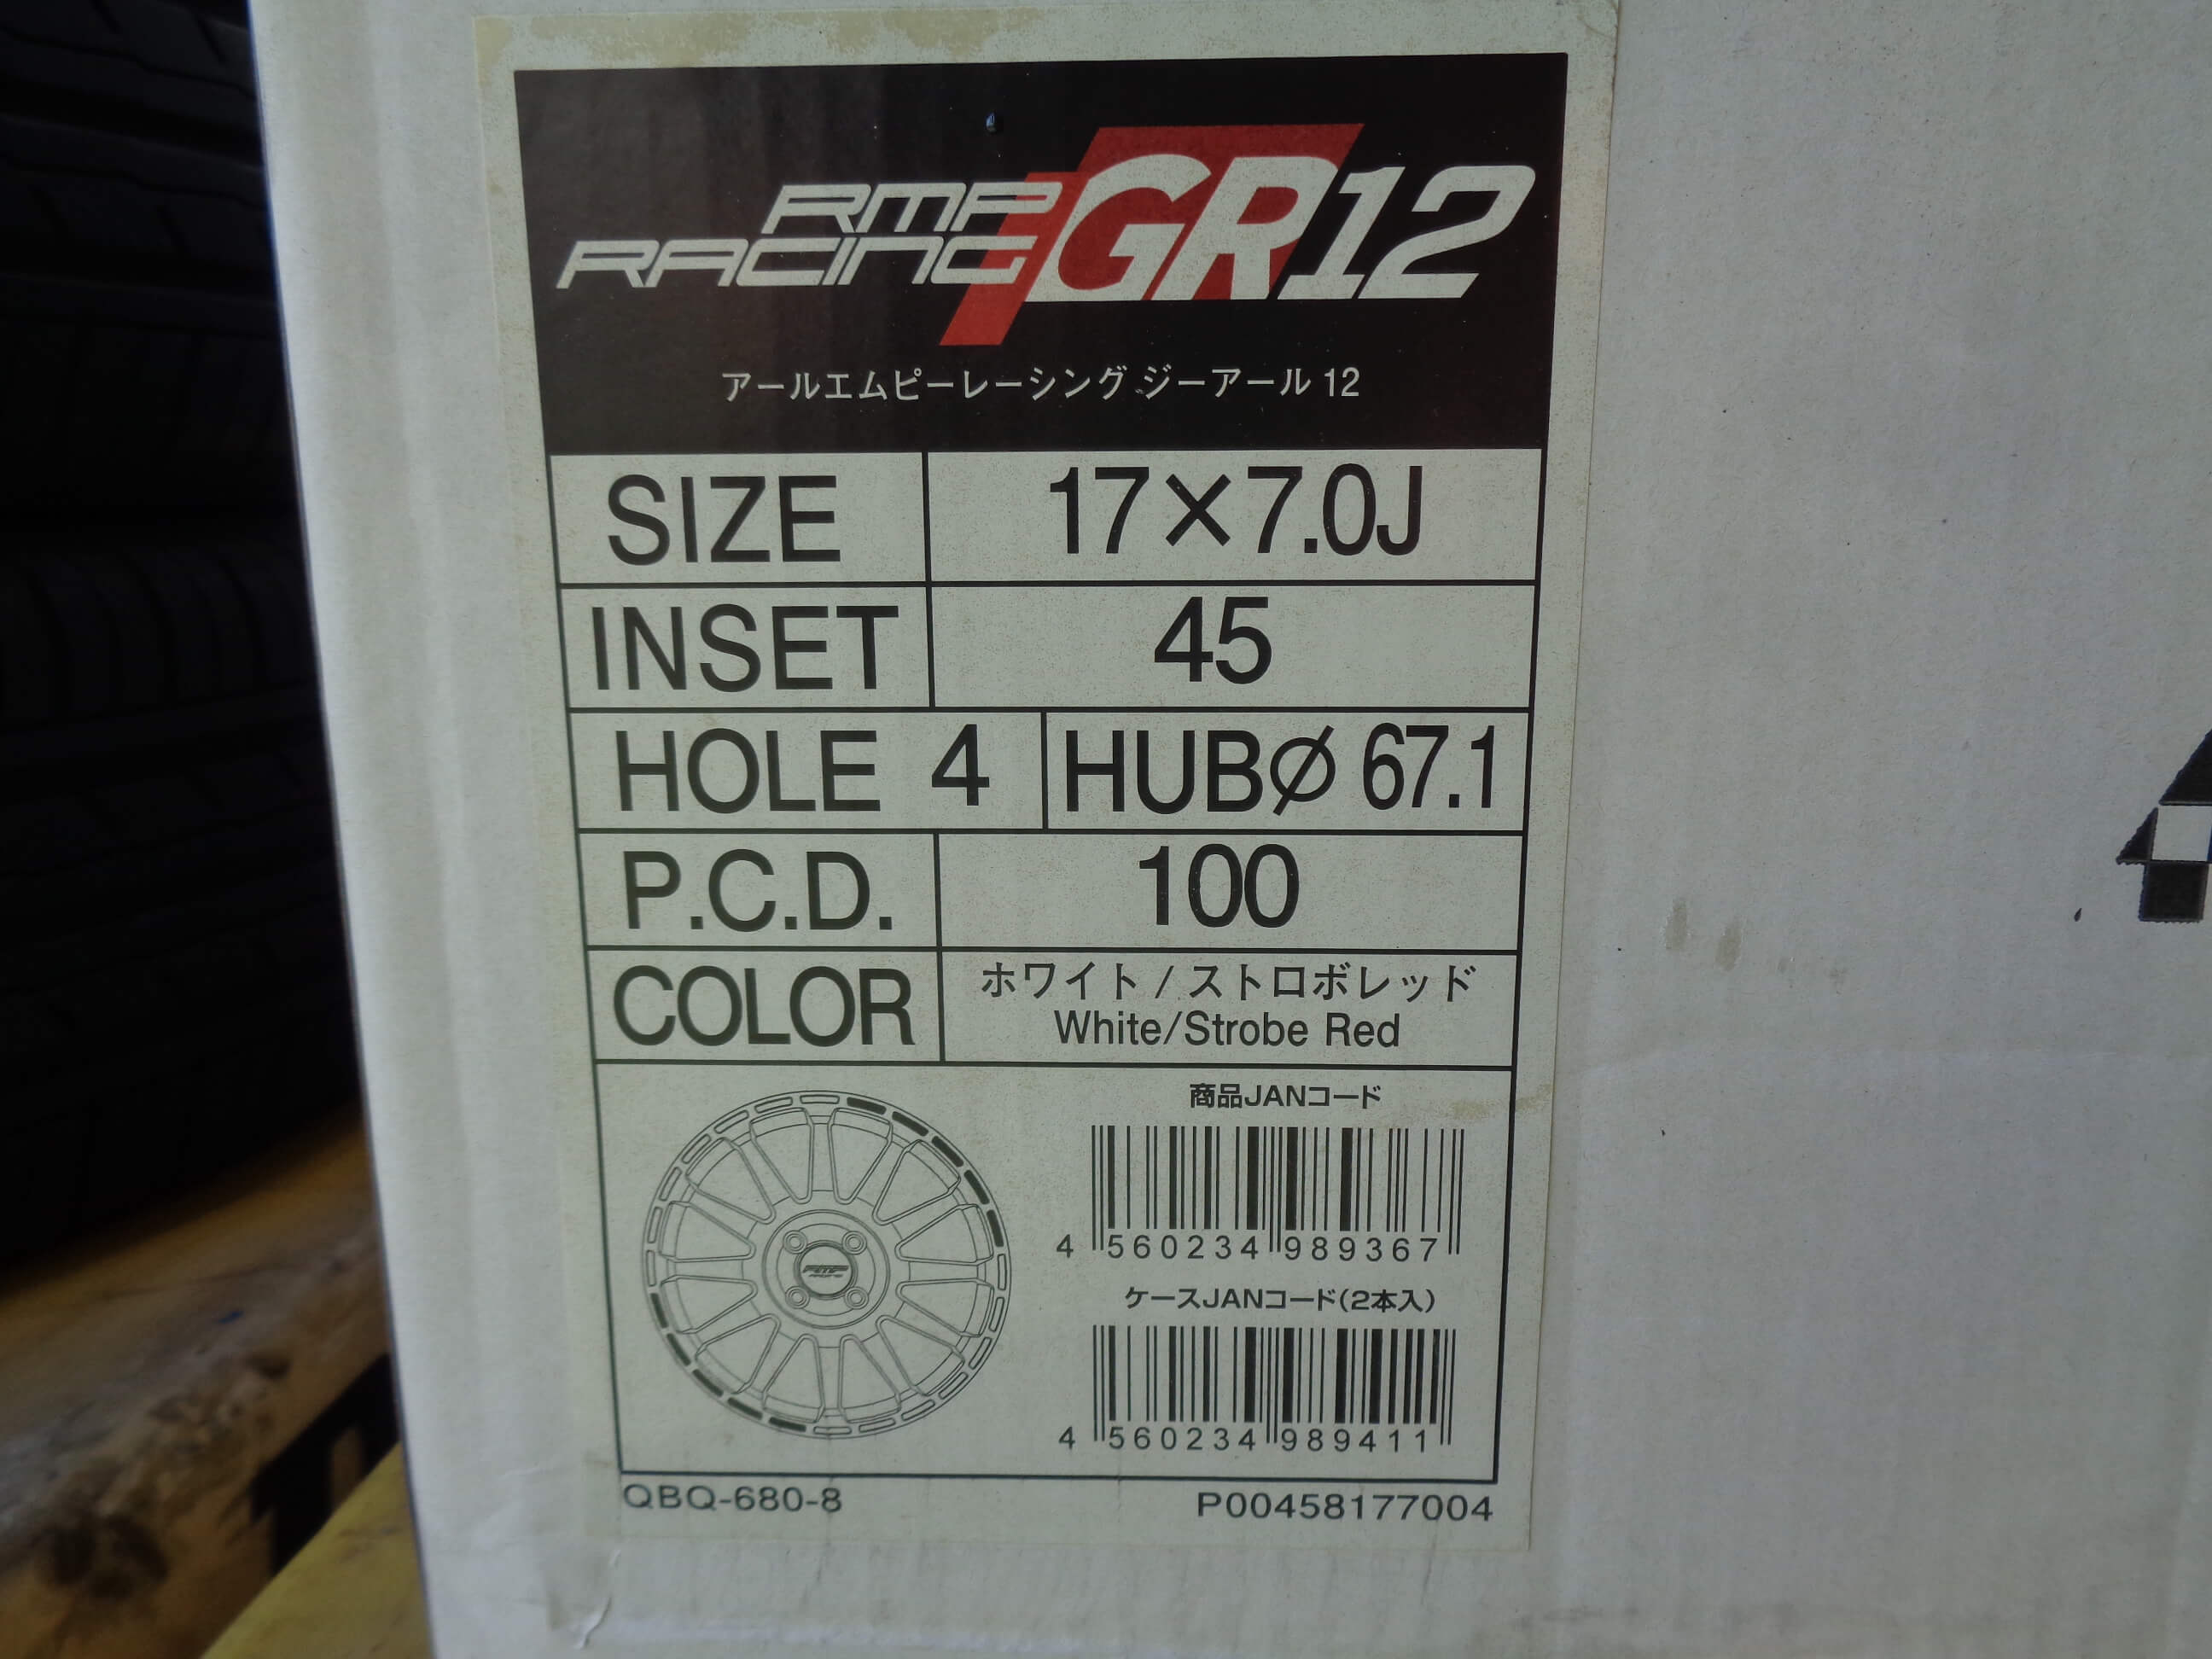 RMP
RACING GR12
アールエムピーレーシング ジーアール 12
SIZE 17×7.0J
INSET 45
HOLE 4 HUBØ 67.1
P.C.D. 100
COLOR ホワイト / ストロボレッド
White/Strobe Red
商品JANコード
4 560234 989367
ケースJANコード(2本入)
4 560234 989411
RMP
RACING
QBQ-680-8 P00458177004